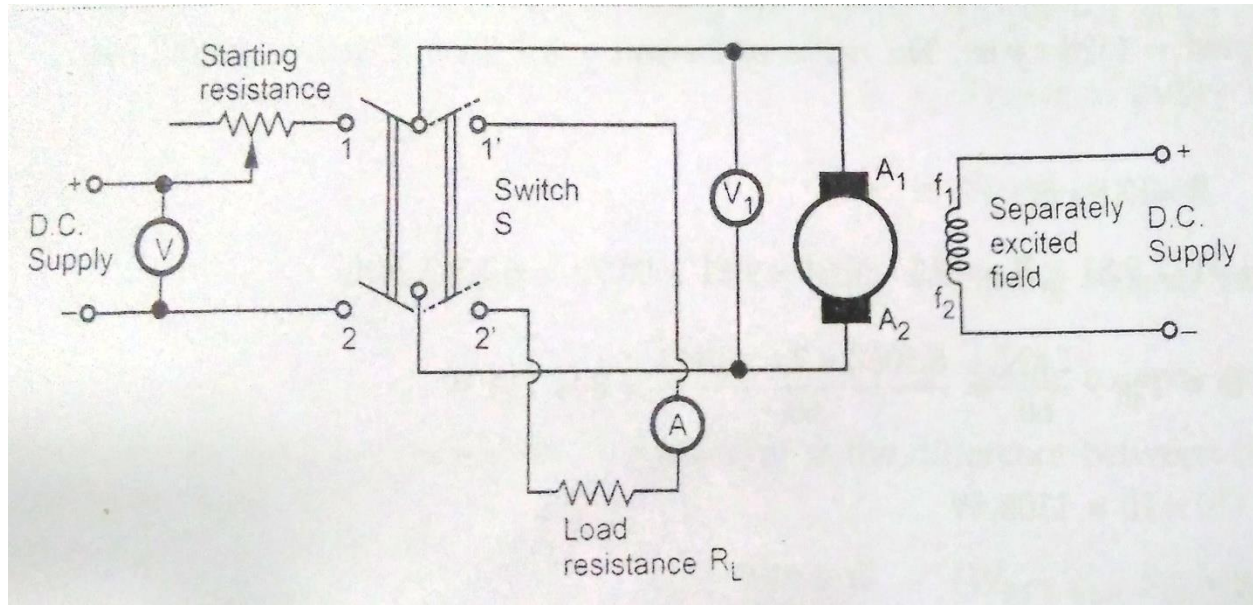 Starting
resistance
1
1'
+
V
D.C.
Supply
–
2
2'
Switch
S
V1
A1
A2
f1
f2
Separately
excited
field
+
D.C.
Supply
–
A
Load
resistance RL